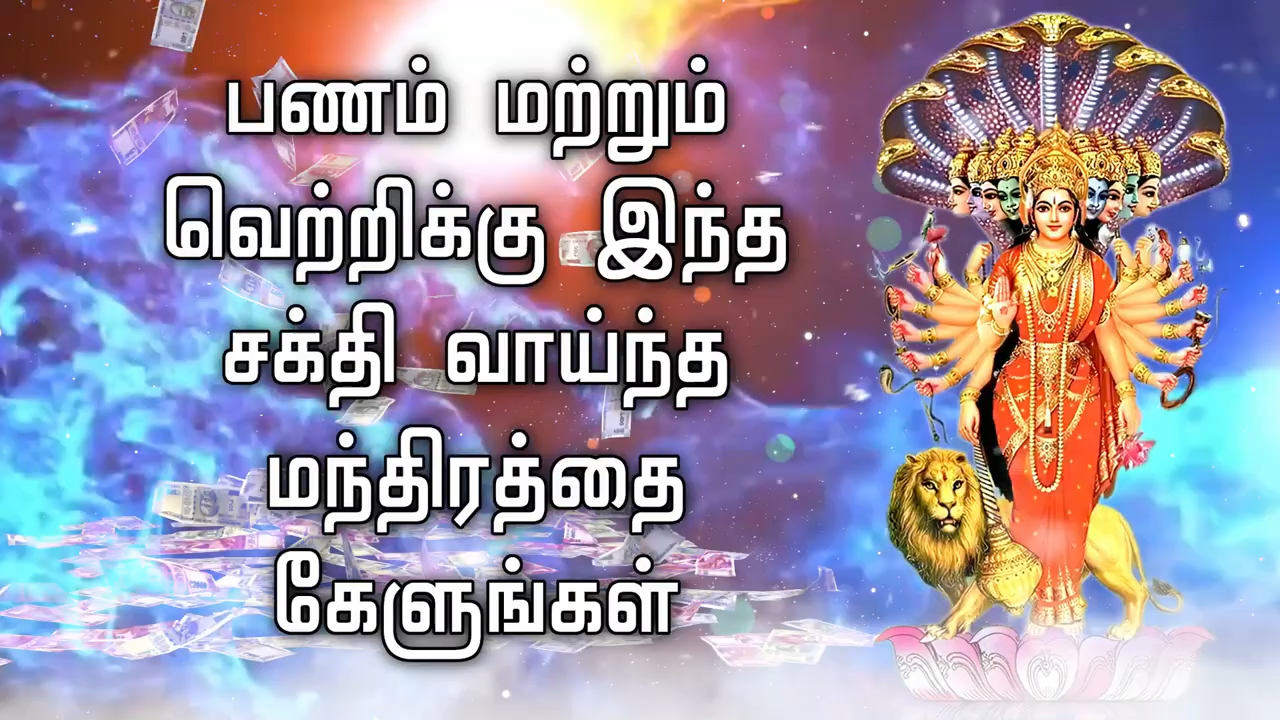 பணம் மற்றும்
வெற்றிக்கு இந்த
சக்தி வாய்ந்த
மந்திரத்தை
கேளுங்கள்